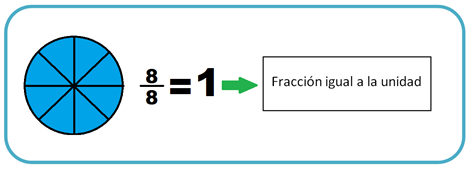 8/8 = 1
Fracción igual a la unidad